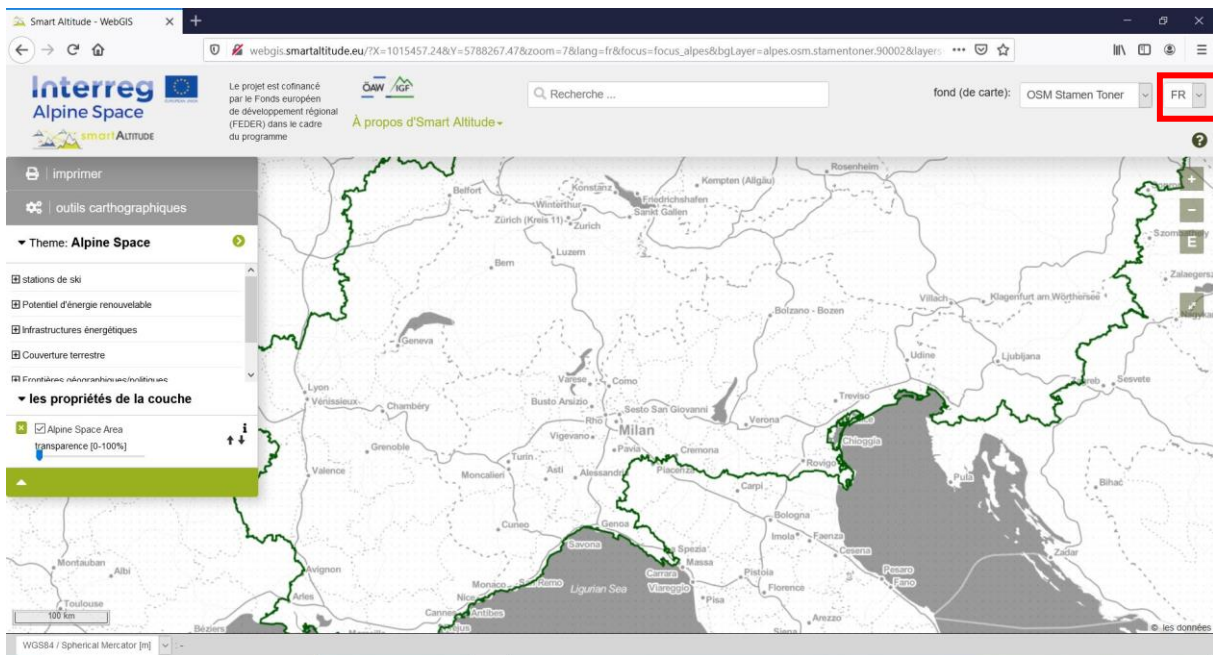 Smart Altitude - WebGIS
webgis.smartaltitude.eu/?X=1015457.24&Y=5788267.47&zoom=7&lang=fr&focus=focus_alpes&bgLayer=alpes.osm.stamentoner.90002&layers
Interreg
Alpine Space
smartALTITUDE
Le projet est cofinancé
par le Fonds européen
de développement régional
(FEDER) dans le cadre
du programme
ÖAW IGF
À propos d'Smart Altitude
Recherche ...
fond (de carte): OSM Stamen Toner FR
imprimer
outils carthographiques
Theme: Alpine Space
stations de ski
Potentiel d'énergie renouvelable
Infrastructures énergétiques
Couverture terrestre
Frontières géographiques/politiques
les propriétés de la couche
Alpine Space Area
transparence [0-100%]
Rosenheim
Belfort
Konstanz
Kempten (Allgäu)
Winterthur
Friedrichshafen
Zürich (Kreis 11)
Zurich
Sankt Gallen
Luzern
Bern
E
Zalaegersz
Villach
Klagenfurt am Wörthersee
Bolzano - Bozen
Geneva
Udine
Ljubljana
Zagreb
Sesvete
Varese
Como
Lyon
Vénissieux
Chambéry
Busto Arsizio
Sesto San Giovanni
Treviso
Rho
Milan
Verona
Vigevano
Chioggia
Grenoble
Pavia
Cremona
Turin
Rovigo
Valence
Moncalieri
Asti
Alessandria
Piacenza
Pula
Carpi
Bihac
Bologna
Cuneo
Genoa
Imola
Faenza
Savona
La Spezia
Cesena
Zadar
Montauban
Albi
Avignon
Massa
Carrara
Pistoia
Pesaro
Fano
Monaco
San Remo
Ligurian Sea
Viareggio
Florence
Arles
Nice
Pisa
Toulouse
Cannes
Antibes
Arezzo
100 km
Béziers
Siena
© les données
WGS84 / Spherical Mercator [m]